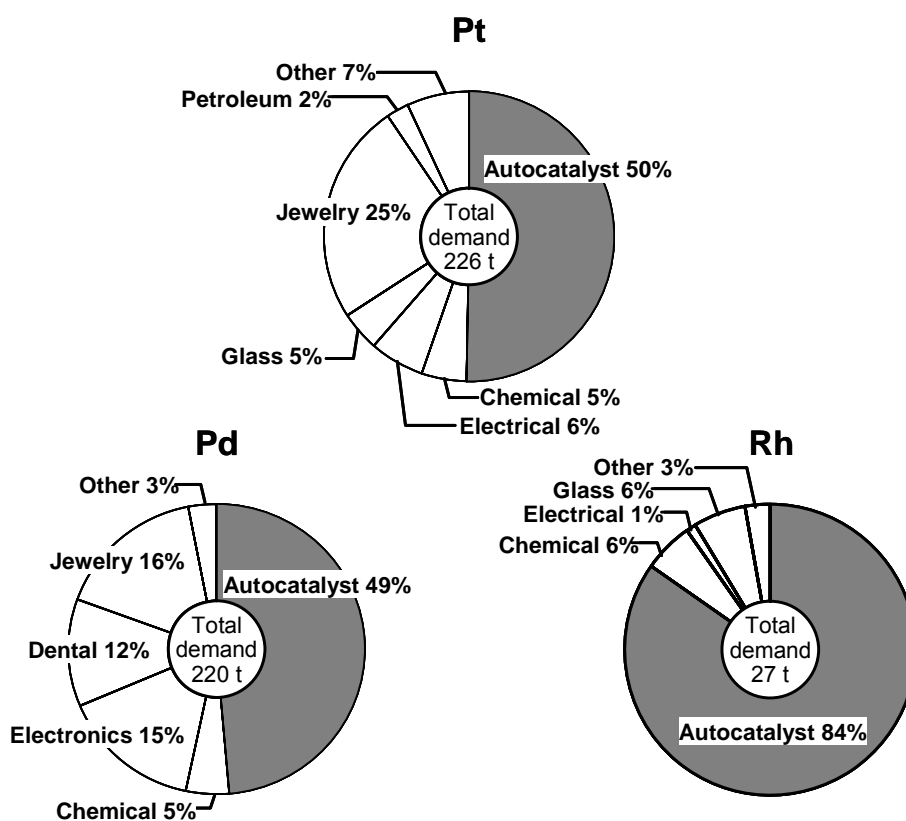 Pt
Other 7%
Petroleum 2%
Autocatalyst 50%
Jewelry 25%
Total
demand
226 t
Glass 5%
Chemical 5%
Electrical 6%
Pd
Other 3%
Jewelry 16%
Autocatalyst 49%
Dental 12%
Total
demand
220 t
Electronics 15%
Chemical 5%
Rh
Other 3%
Glass 6%
Electrical 1%
Chemical 6%
Total
demand
27 t
Autocatalyst 84%